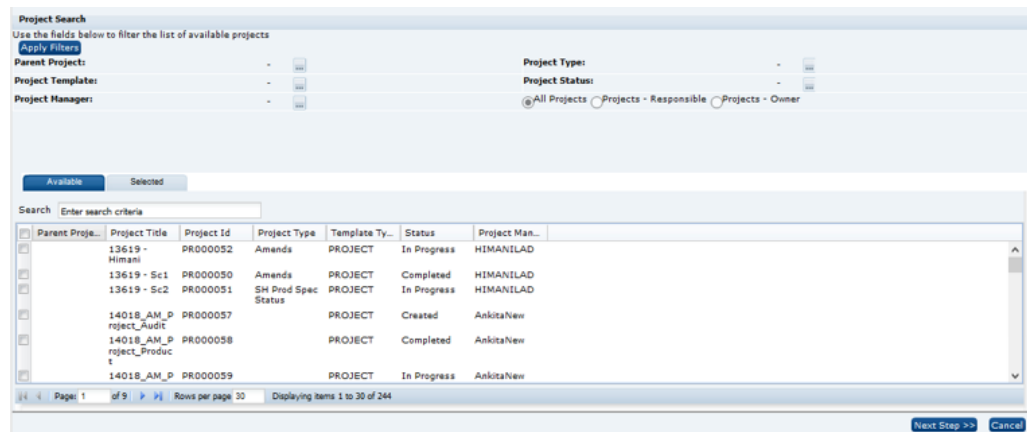 Project Search
Use the fields below to filter the list of available projects
Apply Filters
Parent Project: - ... Project Type: - ...
Project Template: - ... Project Status: - ...
Project Manager: - ... All Projects Projects - Responsible Projects - Owner
Available Selected
Search Enter search criteria
Parent Proje... Project Title Project Id Project Type Template Ty... Status Project Man...
13619 - PR000052 Amends PROJECT In Progress HIMANILAD
Himani
13619 - Sc1 PR000050 Amends PROJECT Completed HIMANILAD
13619 - Sc2 PR000051 SH Prod Spec PROJECT In Progress HIMANILAD
Status
14018_AM_P PR000057 PROJECT Created AnkitaNew
roject_Audit
14018_AM_P PR000058 PROJECT Completed AnkitaNew
roject_Produc
t
14018_AM_P PR000059 PROJECT In Progress AnkitaNew
Page: 1 of 9 Rows per page 30 Displaying items 1 to 30 of 244
Next Step >> Cancel